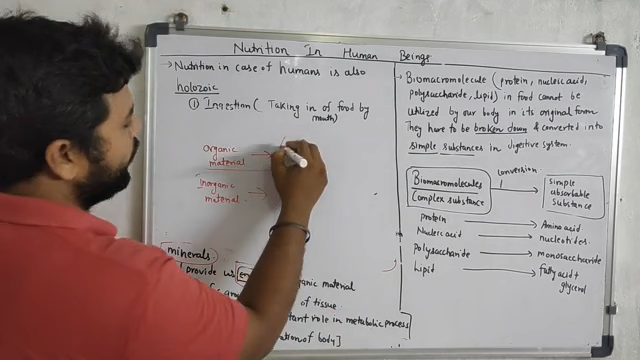 Nutrition In Human Beings
→ Nutrition in case of humans is also
holozoic
① Ingestion ( Taking in of food by
mouth)
Organic
material →
Inorganic
material →
minerals
provide us
organic material
of tissue
role in metabolic process
of body]
→ Biomacromolecule (protein, nucleic acid,
polysaccharide, lipid) in food cannot be
utilized by our body in its original form
They have to be broken down & converted into
simple substances in digestive system.
Biomacromolecules
Complex substance
conversion
simple
absorbable
substance
protein → Amino acid
Nucleic acid → nucleotides.
polysaccharide → monosaccharide
Lipid → fatty acid +
glycerol